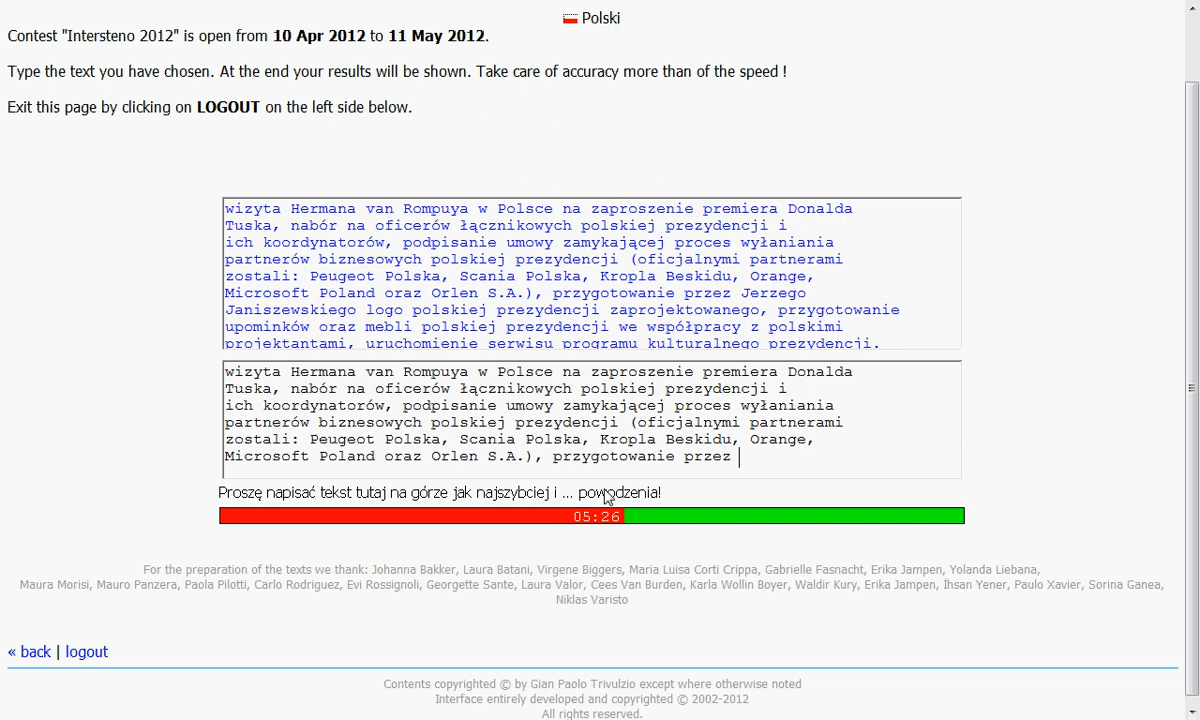 Polski
Contest "Intersteno 2012" is open from 10 Apr 2012 to 11 May 2012.
Type the text you have chosen. At the end your results will be shown. Take care of accuracy more than of the speed !
Exit this page by clicking on LOGOUT on the left side below.
wizyta Hermana van Rompuya w Polsce na zaproszenie premiera Donalda
Tuska, nabór na oficerów łącznikowych polskiej prezydencji i
ich koordynatorów, podpisanie umowy zamykającej proces wyłaniania
partnerów biznesowych polskiej prezydencji (oficjalnymi partnerami
zostali: Peugeot Polska, Scania Polska, Kropla Beskidu, Orange,
Microsoft Poland oraz Orlen S.A.), przygotowanie przez Jerzego
Janiszewskiego logo polskiej prezydencji zaprojektowanego, przygotowanie
upominków oraz mebli polskiej prezydencji we współpracy z polskimi
projektantami, uruchomienie serwisu programu kulturalnego prezydencji.
wizyta Hermana van Rompuya w Polsce na zaproszenie premiera Donalda
Tuska, nabór na oficerów łącznikowych polskiej prezydencji i
ich koordynatorów, podpisanie umowy zamykającej proces wyłaniania
partnerów biznesowych polskiej prezydencji (oficjalnymi partnerami
zostali: Peugeot Polska, Scania Polska, Kropla Beskidu, Orange,
Microsoft Poland oraz Orlen S.A.), przygotowanie przez
Proszę napisać tekst tutaj na górze jak najszybciej i ... powodzenia!
05:26
For the preparation of the texts we thank: Johanna Bakker, Laura Batani, Virgene Biggers, Maria Luisa Corti Crippa, Gabrielle Fasnacht, Erika Jampen, Yolanda Liebana,
Maura Morisi, Mauro Panzera, Paola Pilotti, Carlo Rodriguez, Evi Rossignoli, Georgette Sante, Laura Valor, Cees Van Burden, Karla Wollin Boyer, Waldir Kury, Erika Jampen, İhsan Yener, Paulo Xavier, Sorina Ganea,
Niklas Varisto
« back | logout
Contents copyrighted © by Gian Paolo Trivulzio except where otherwise noted
Interface entirely developed and copyrighted © 2002-2012
All rights reserved.